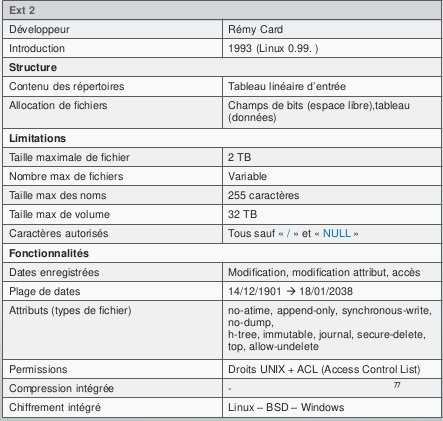 Ext 2
Développeur Rémy Card
Introduction 1993 (Linux 0.99. )
Structure
Contenu des répertoires Tableau linéaire d'entrée
Allocation de fichiers Champs de bits (espace libre),tableau
(données)
Limitations
Taille maximale de fichier 2 TB
Nombre max de fichiers Variable
Taille max des noms 255 caractères
Taille max de volume 32 TB
Caractères autorisés Tous sauf « / » et « NULL »
Fonctionnalités
Dates enregistrées Modification, modification attribut, accès
Plage de dates 14/12/1901 → 18/01/2038
Attributs (types de fichier) no-atime, append-only, synchronous-write,
no-dump,
h-tree, immutable, journal, secure-delete,
top, allow-undelete
Permissions Droits UNIX + ACL (Access Control List)
Compression intégrée - 77
Chiffrement intégré Linux – BSD – Windows